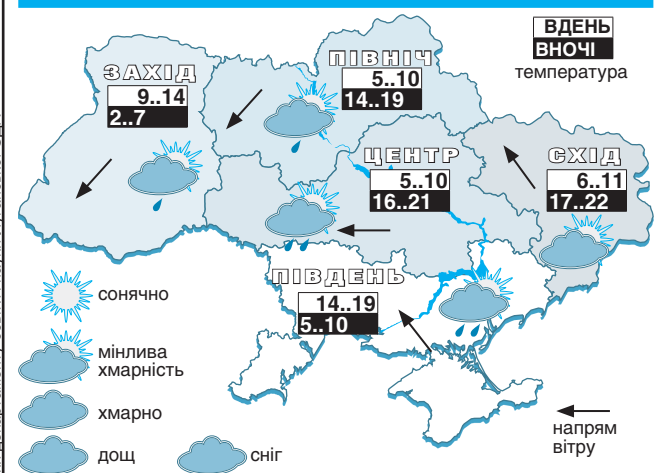 ВДЕНЬ
ВНОЧІ
температура
ПІВНІЧ
5..10
14..19
ЗАХІД
9..14
2..7
ЦЕНТР
5..10
16..21
СХІД
6..11
17..22
ПІВДЕНЬ
14..19
5..10
сонячно
мінлива
хмарність
хмарно
дощ
сніг
напрям
вітру